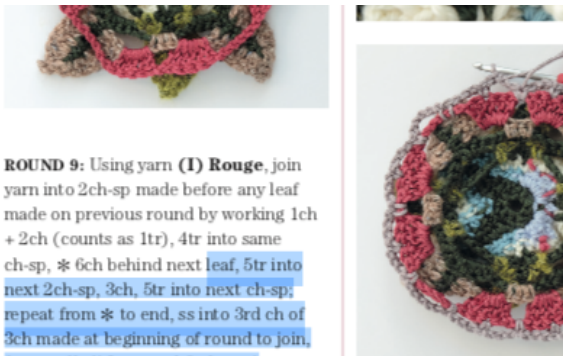 ROUND 9: Using yarn (I) Rouge, join
yarn into 2ch-sp made before any leaf
made on previous round by working 1ch
+ 2ch (counts as 1tr), 4tr into same
ch-sp, ✻ 6ch behind next leaf, 5tr into
next 2ch-sp, 3ch, 5tr into next ch-sp;
repeat from ✻ to end, ss into 3rd ch of
3ch made at beginning of round to join,